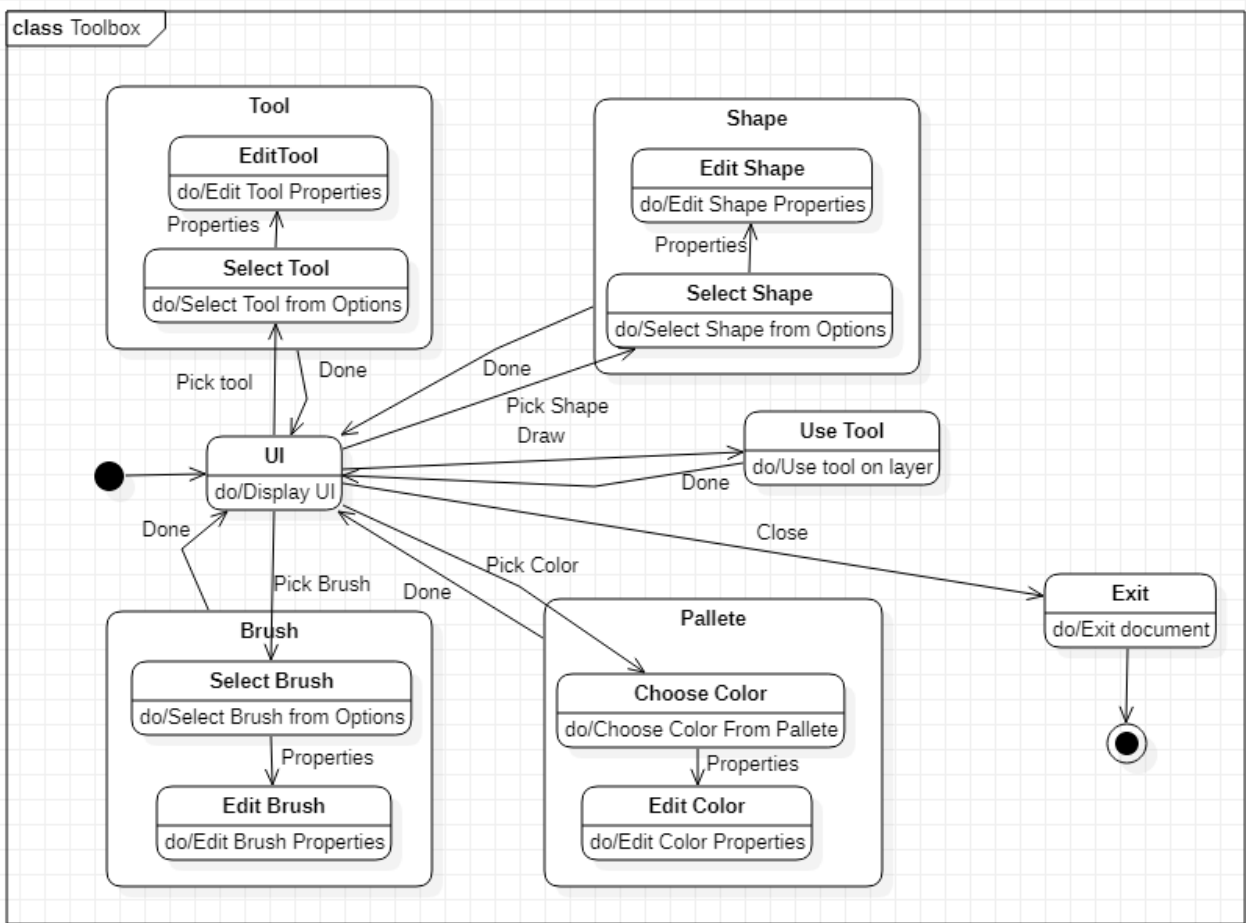 class Toolbox
Tool
EditTool
do/Edit Tool Properties
Properties
Select Tool
do/Select Tool from Options
Pick tool
Done
Shape
Edit Shape
do/Edit Shape Properties
Properties
Select Shape
do/Select Shape from Options
Done
Pick Shape
Draw
Use Tool
do/Use tool on layer
Done
UI
do/Display UI
Done
Pick Brush
Pick Color
Done
Close
Exit
do/Exit document
Brush
Select Brush
do/Select Brush from Options
Properties
Edit Brush
do/Edit Brush Properties
Pallete
Choose Color
do/Choose Color From Pallete
Properties
Edit Color
do/Edit Color Properties